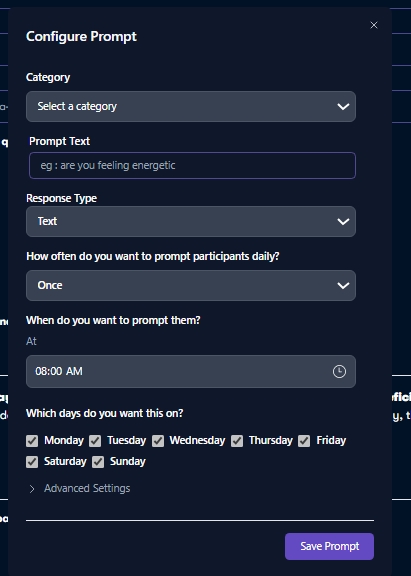 Configure Prompt
Category
Select a category
Prompt Text
eg : are you feeling energetic
Response Type
Text
How often do you want to prompt participants daily?
Once
When do you want to prompt them?
At
08:00 AM
Which days do you want this on?
Monday Tuesday Wednesday Thursday Friday
Saturday Sunday
Advanced Settings
Save Prompt